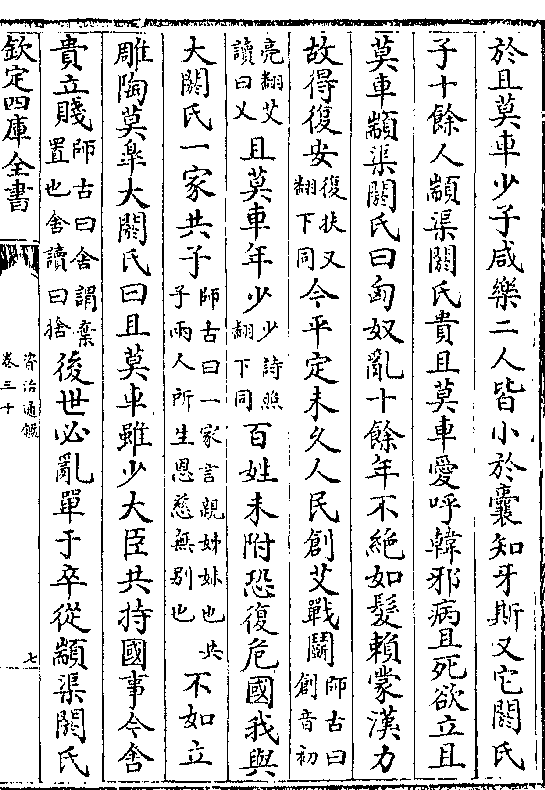 於且莫車少子咸樂二人皆小於囊知牙斯又它閼氏
子十餘人顓渠閼氏貴且莫車愛呼韓邪病且死欲立且
莫車顓渠閼氏曰匈奴亂十餘年不絶如髮賴蒙漢力
故得復安復扶又翻下同今平定未久人民創艾戰鬭師古曰創音初
亮翻艾讀曰乂且莫車年少少詩照翻下同百姓未附恐復危國我與
大閼氏一家共子師古曰一家言親姊妹也共子兩人所生恩慈無别也不如立
雕陶莫臯大閼氏曰且莫車雖少大臣共持國事今舍
貴立賤師古曰舍謂棄置也舍讀曰捨後世必亂單于卒從顓渠閼氏
欽定四庫全書
資治通鑑
卷三十
七